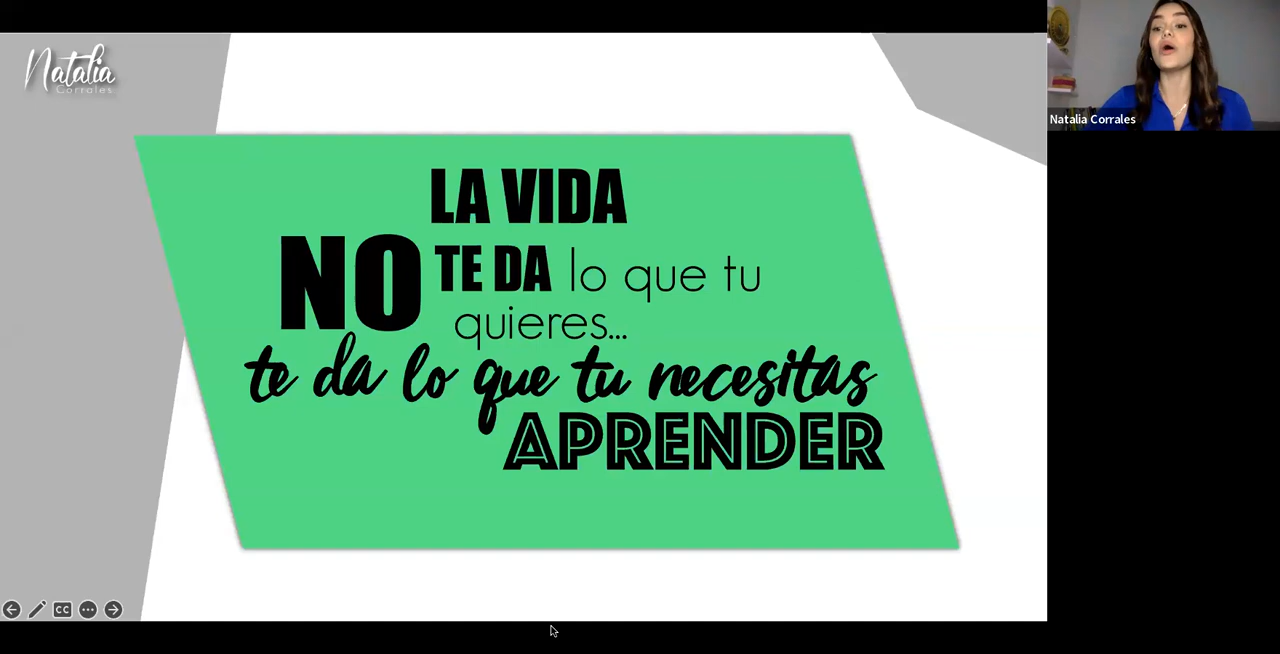 Natalia
Corrales
Natalia Corrales
LA VIDA
NO TE DA lo que tu
quieres...
te da lo que tu necesitas
APRENDER
CC